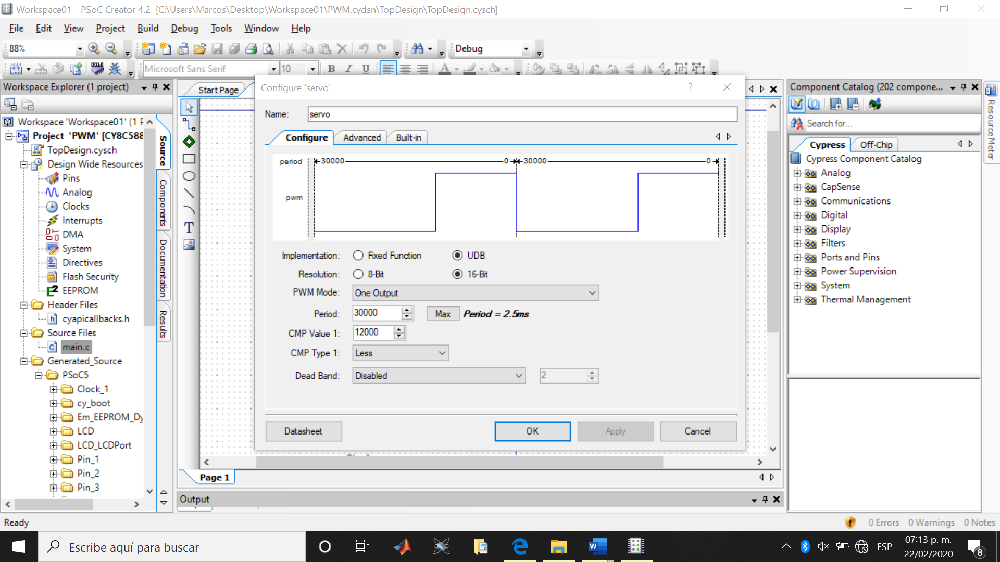 Workspace01 - PSoC Creator 4.2 [C:\Users\Marcos\Desktop\Workspace01\PWM.cydsn\TopDesign\TopDesign.cysch]
File Edit View Project Build Debug Tools Window Help
88%
Debug
Microsoft Sans Serif 10 B I U A
Workspace Explorer (1 project)
Workspace 'Workspace01' (1 P
Project 'PWM' [CY8C588
TopDesign.cysch
Design Wide Resources
Pins
Analog
Clocks
Interrupts
DMA
System
Directives
Flash Security
EEPROM
Header Files
cyapicallbacks.h
Source Files
main.c
Generated_Source
PSoC5
Clock_1
cy_boot
Em_EEPROM_Dy
LCD
LCD_LCDPort
Pin_1
Pin_2
Pin_3
Source
Components
Documentation
Results
Start Page
T
Configure 'servo'
?
Name: servo
Configure Advanced Built-in
period 30000 0 30000 0
pwm
Implementation: Fixed Function UDB
Resolution: 8-Bit 16-Bit
PWM Mode: One Output
Period: 30000 Max Period = 2.5ms
CMP Value 1: 12000
CMP Type 1: Less
Dead Band: Disabled 2
Datasheet OK Apply Cancel
Page 1
Output
Component Catalog (202 compone...
Search for...
Cypress Off-Chip
Cypress Component Catalog
Analog
CapSense
Communications
Digital
Display
Filters
Ports and Pins
Power Supervision
System
Thermal Management
Resource Meter
Ready
0 Errors 0 Warnings 0 Notes
Escribe aquí para buscar
ESP
07:13 p. m.
22/02/2020
8